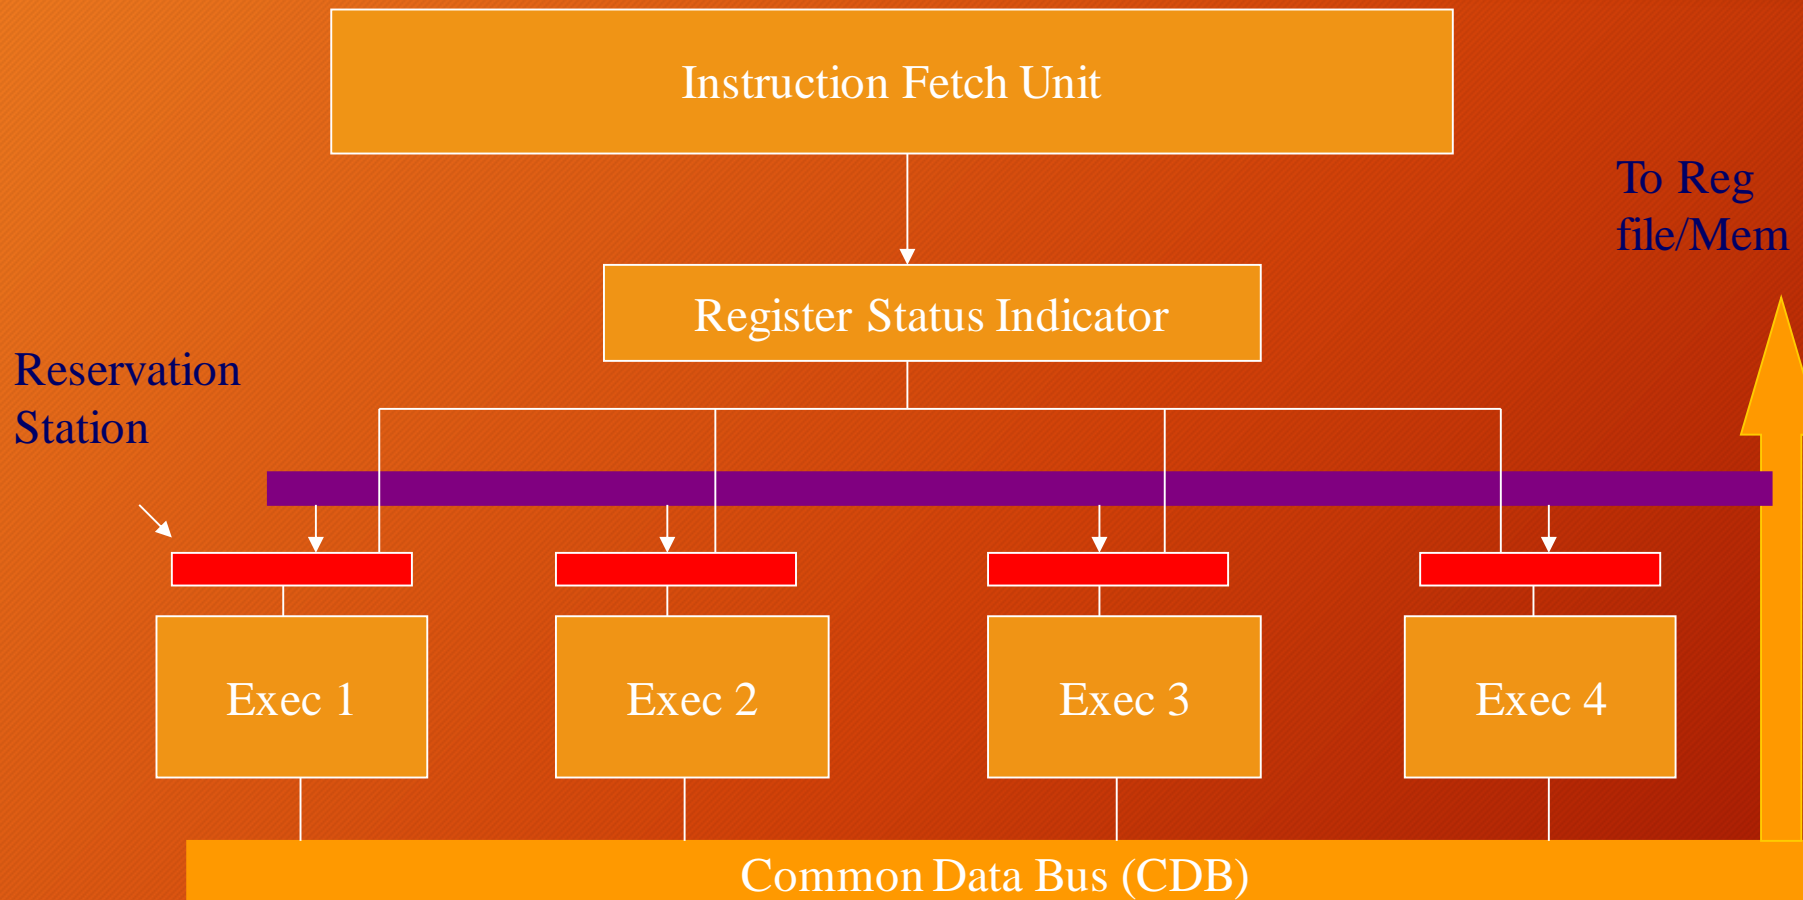 Instruction Fetch Unit
To Reg
file/Mem
Register Status Indicator
Reservation
Station
Exec 1
Exec 2
Exec 3
Exec 4
Common Data Bus (CDB)